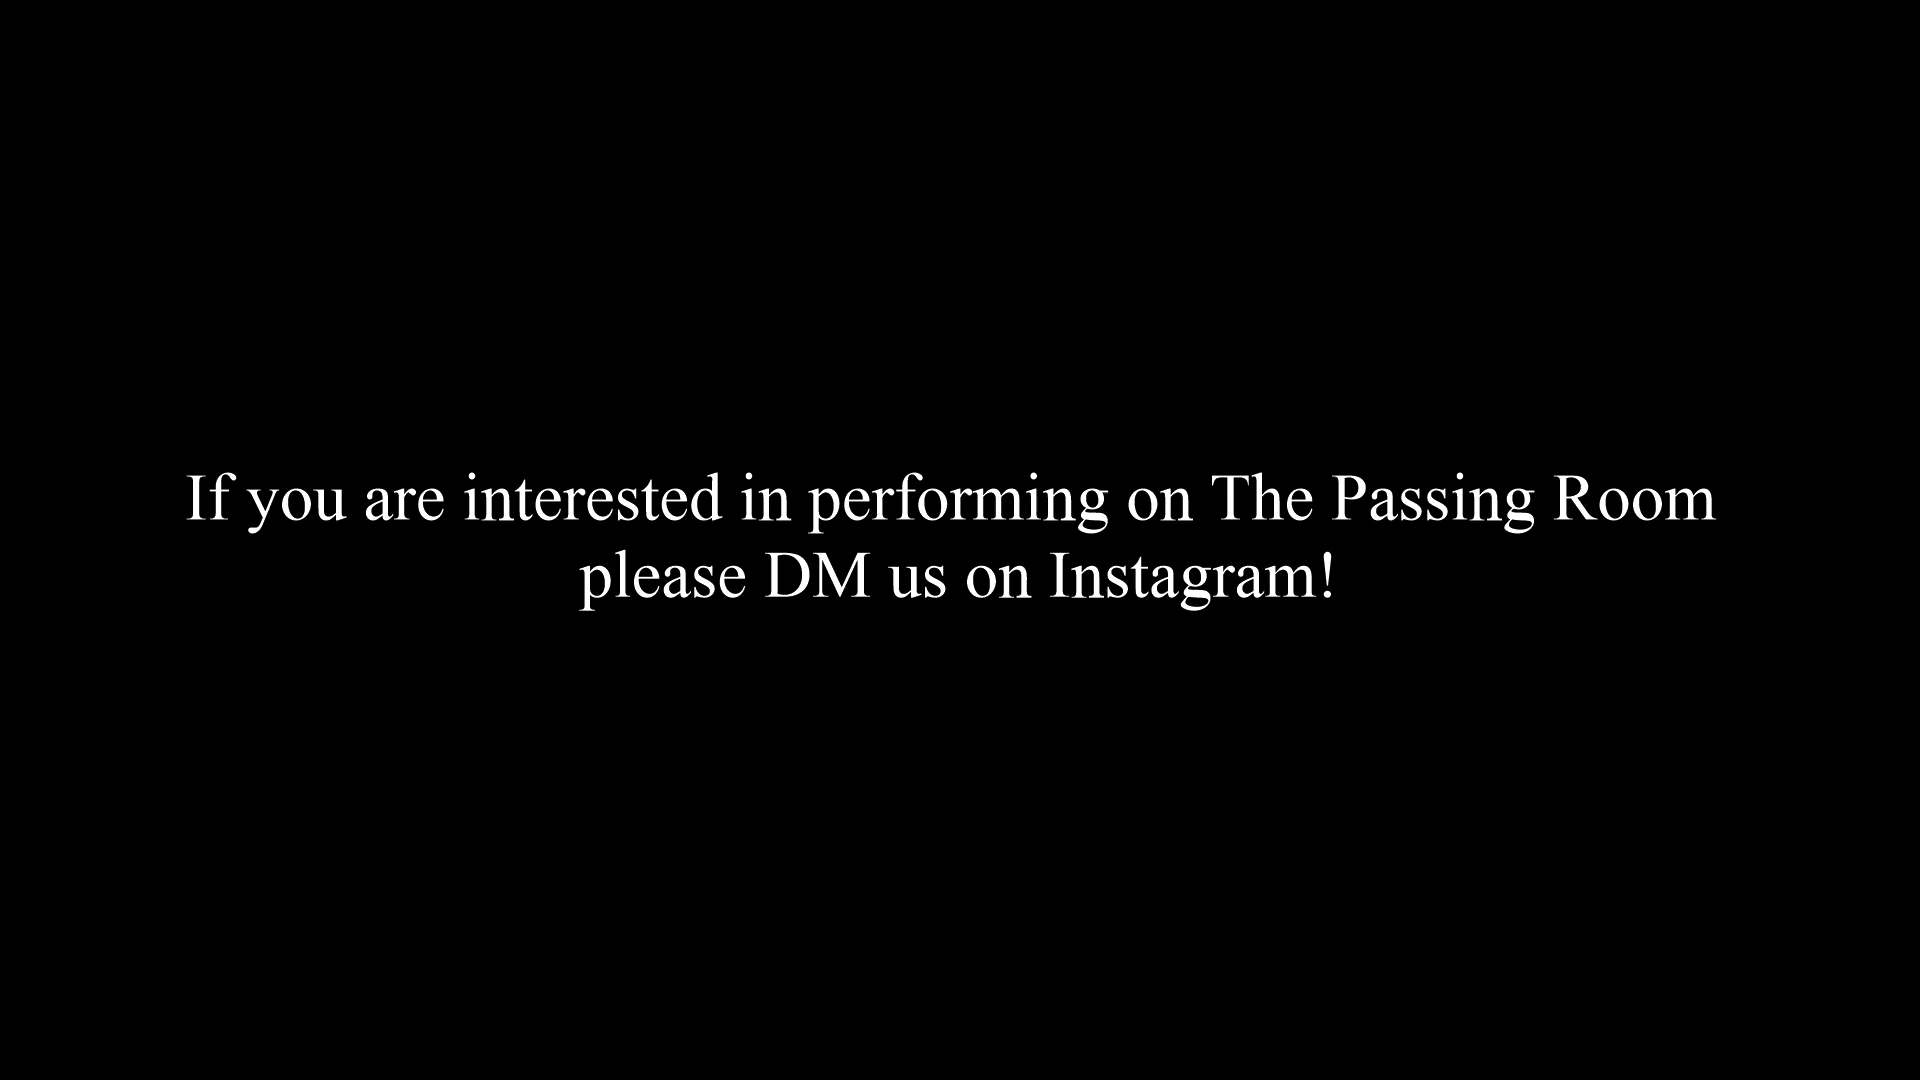 If you are interested in performing on The Passing Room
please DM us on Instagram!